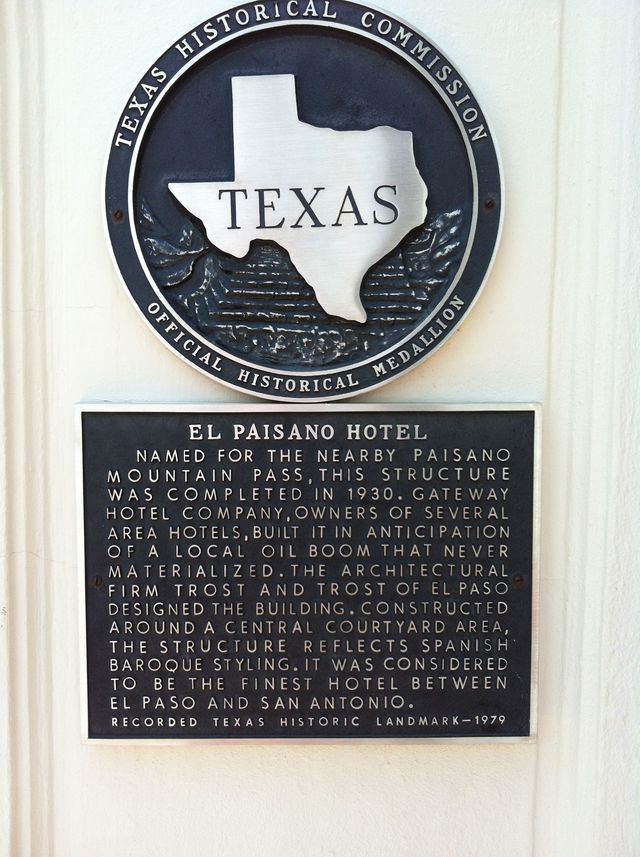 TEXAS HISTORICAL COMMISSION
TEXAS
OFFICIAL HISTORICAL MEDALLION
EL PAISANO HOTEL
NAMED FOR THE NEARBY PAISANO
MOUNTAIN PASS, THIS STRUCTURE
WAS COMPLETED IN 1930. GATEWAY
HOTEL COMPANY, OWNERS OF SEVERAL
AREA HOTELS, BUILT IT IN ANTICIPATION
OF A LOCAL OIL BOOM THAT NEVER
MATERIALIZED. THE ARCHITECTURAL
FIRM TROST AND TROST OF EL PASO
DESIGNED THE BUILDING. CONSTRUCTED
AROUND A CENTRAL COURTYARD AREA,
THE STRUCTURE REFLECTS SPANISH
BAROQUE STYLING. IT WAS CONSIDERED
TO BE THE FINEST HOTEL BETWEEN
EL PASO AND SAN ANTONIO.
RECORDED TEXAS HISTORIC LANDMARK—1979